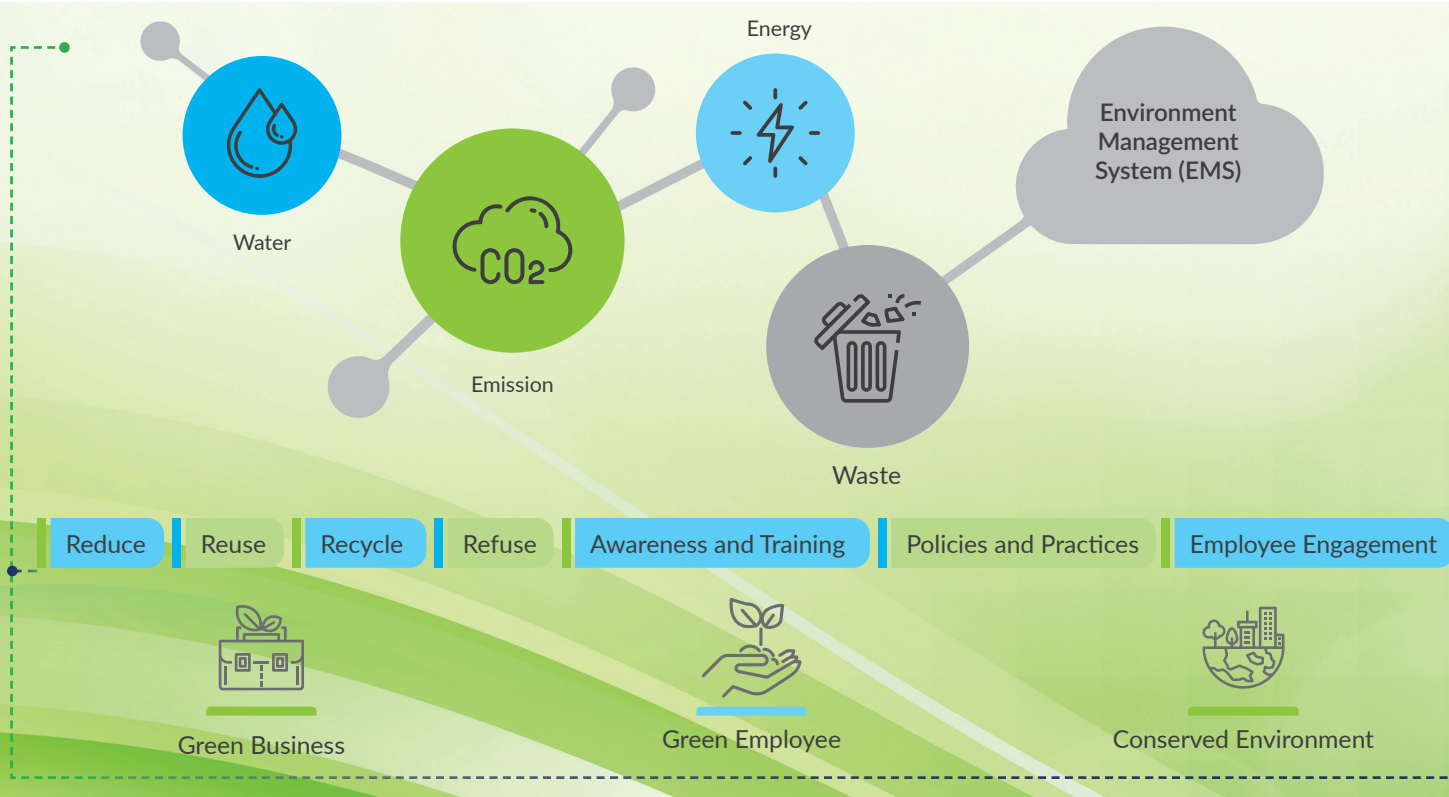 Energy
Environment
Management
System (EMS)
Water
CO2
Emission
Waste
Reduce
Reuse
Recycle
Refuse
Awareness and Training
Policies and Practices
Employee Engagement
Green Business
Green Employee
Conserved Environment